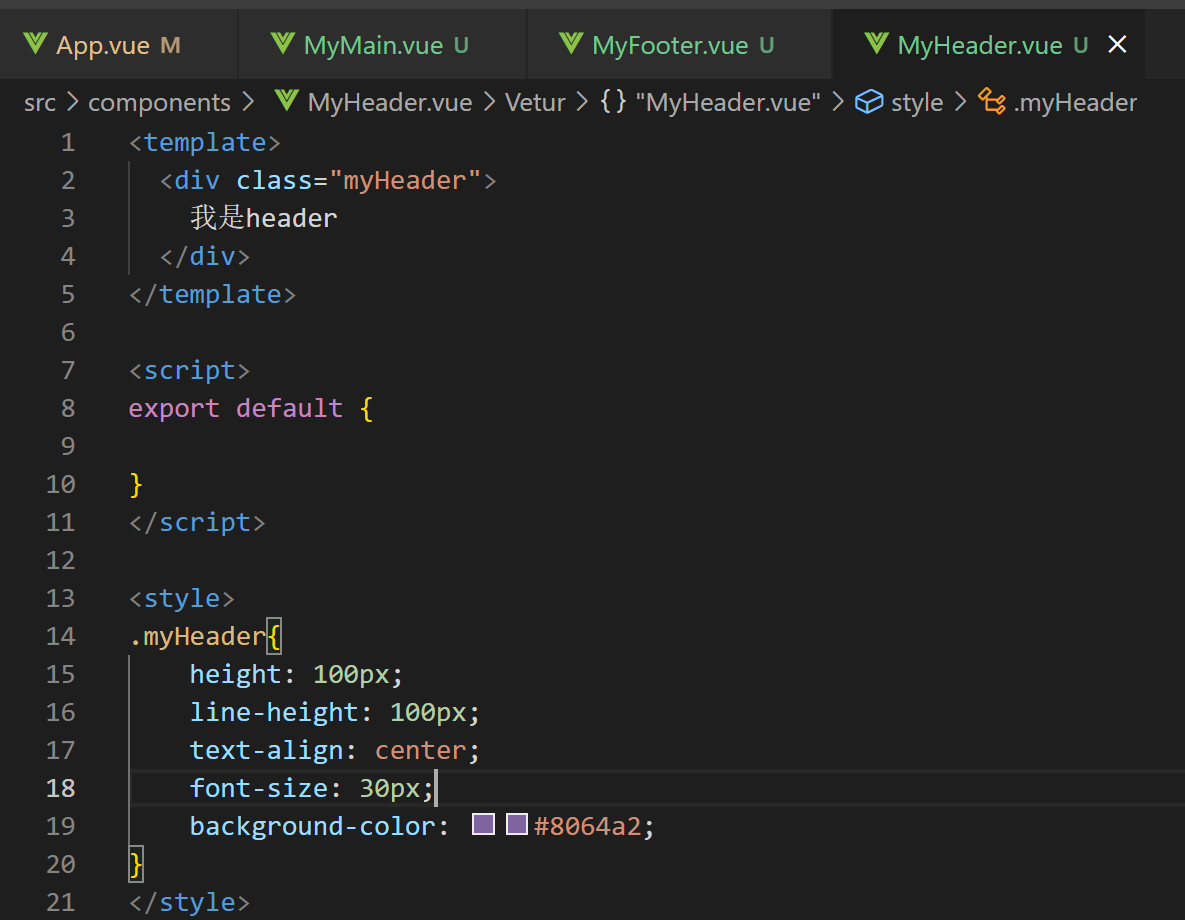 App.vue M MyMain.vue U MyFooter.vue U MyHeader.vue U
src > components > MyHeader.vue > Vetur > {} "MyHeader.vue" > style > .myHeader
1 <template>
2   <div class="myHeader">
3     我是header
4   </div>
5 </template>
6
7 <script>
8 export default {
9
10 }
11 </script>
12
13 <style>
14 .myHeader{
15     height: 100px;
16     line-height: 100px;
17     text-align: center;
18     font-size: 30px;
19     background-color: #8064a2;
20 }
21 </style>